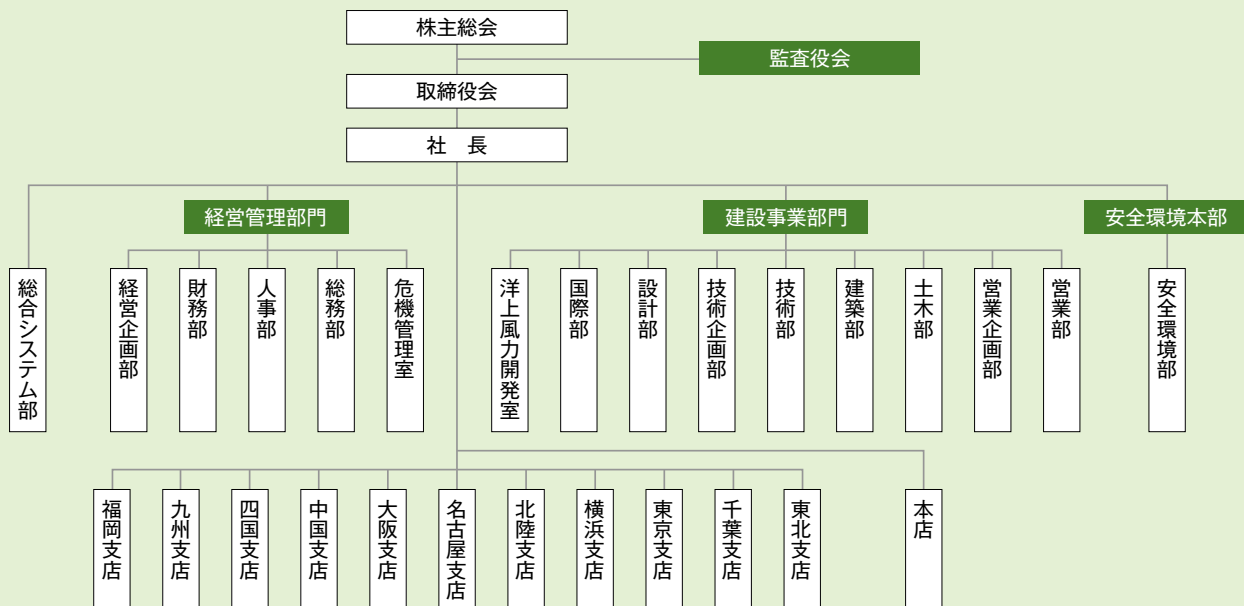 株主総会
監査役会
取締役会
社　長
経営管理部門
建設事業部門
安全環境本部
総合システム部
経営企画部
財務部
人事部
総務部
危機管理室
洋上風力開発室
国際部
設計部
技術企画部
技術部
建築部
土木部
営業企画部
営業部
安全環境部
福岡支店
九州支店
四国支店
中国支店
大阪支店
名古屋支店
北陸支店
横浜支店
東京支店
千葉支店
東北支店
本店